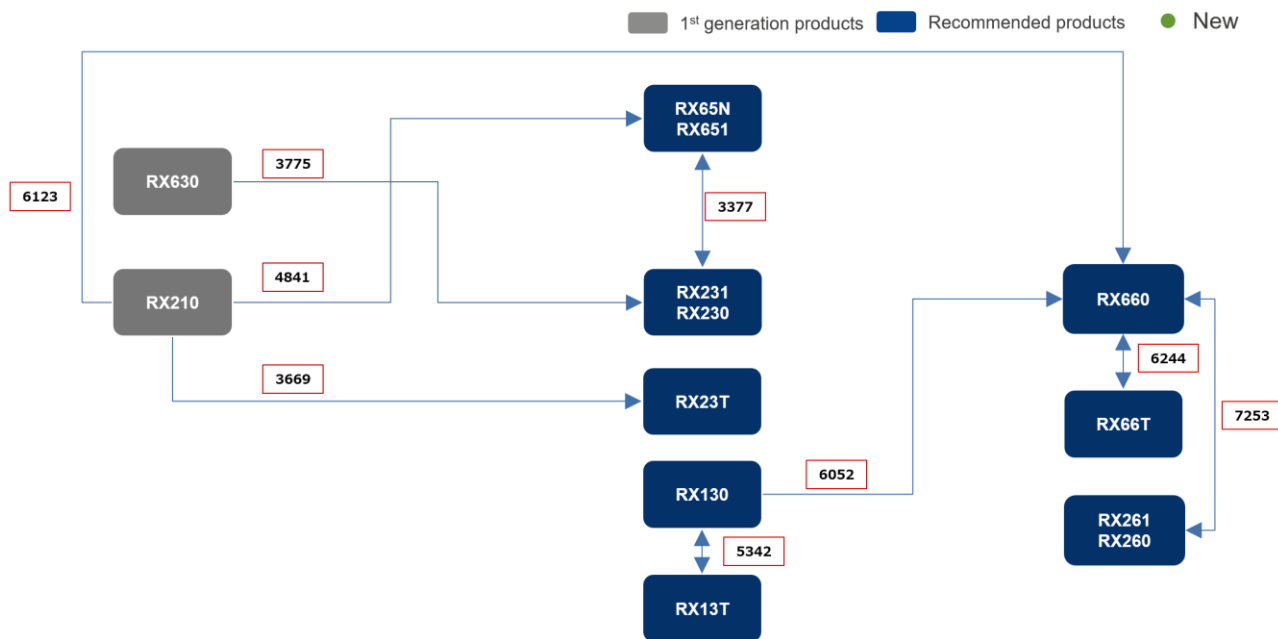 1st generation products
Recommended products
New
RX65N
RX651
RX630
3775
6123
3377
RX210
4841
RX231
RX230
RX660
6244
3669
RX23T
RX66T
7253
RX130
6052
RX261
RX260
5342
RX13T